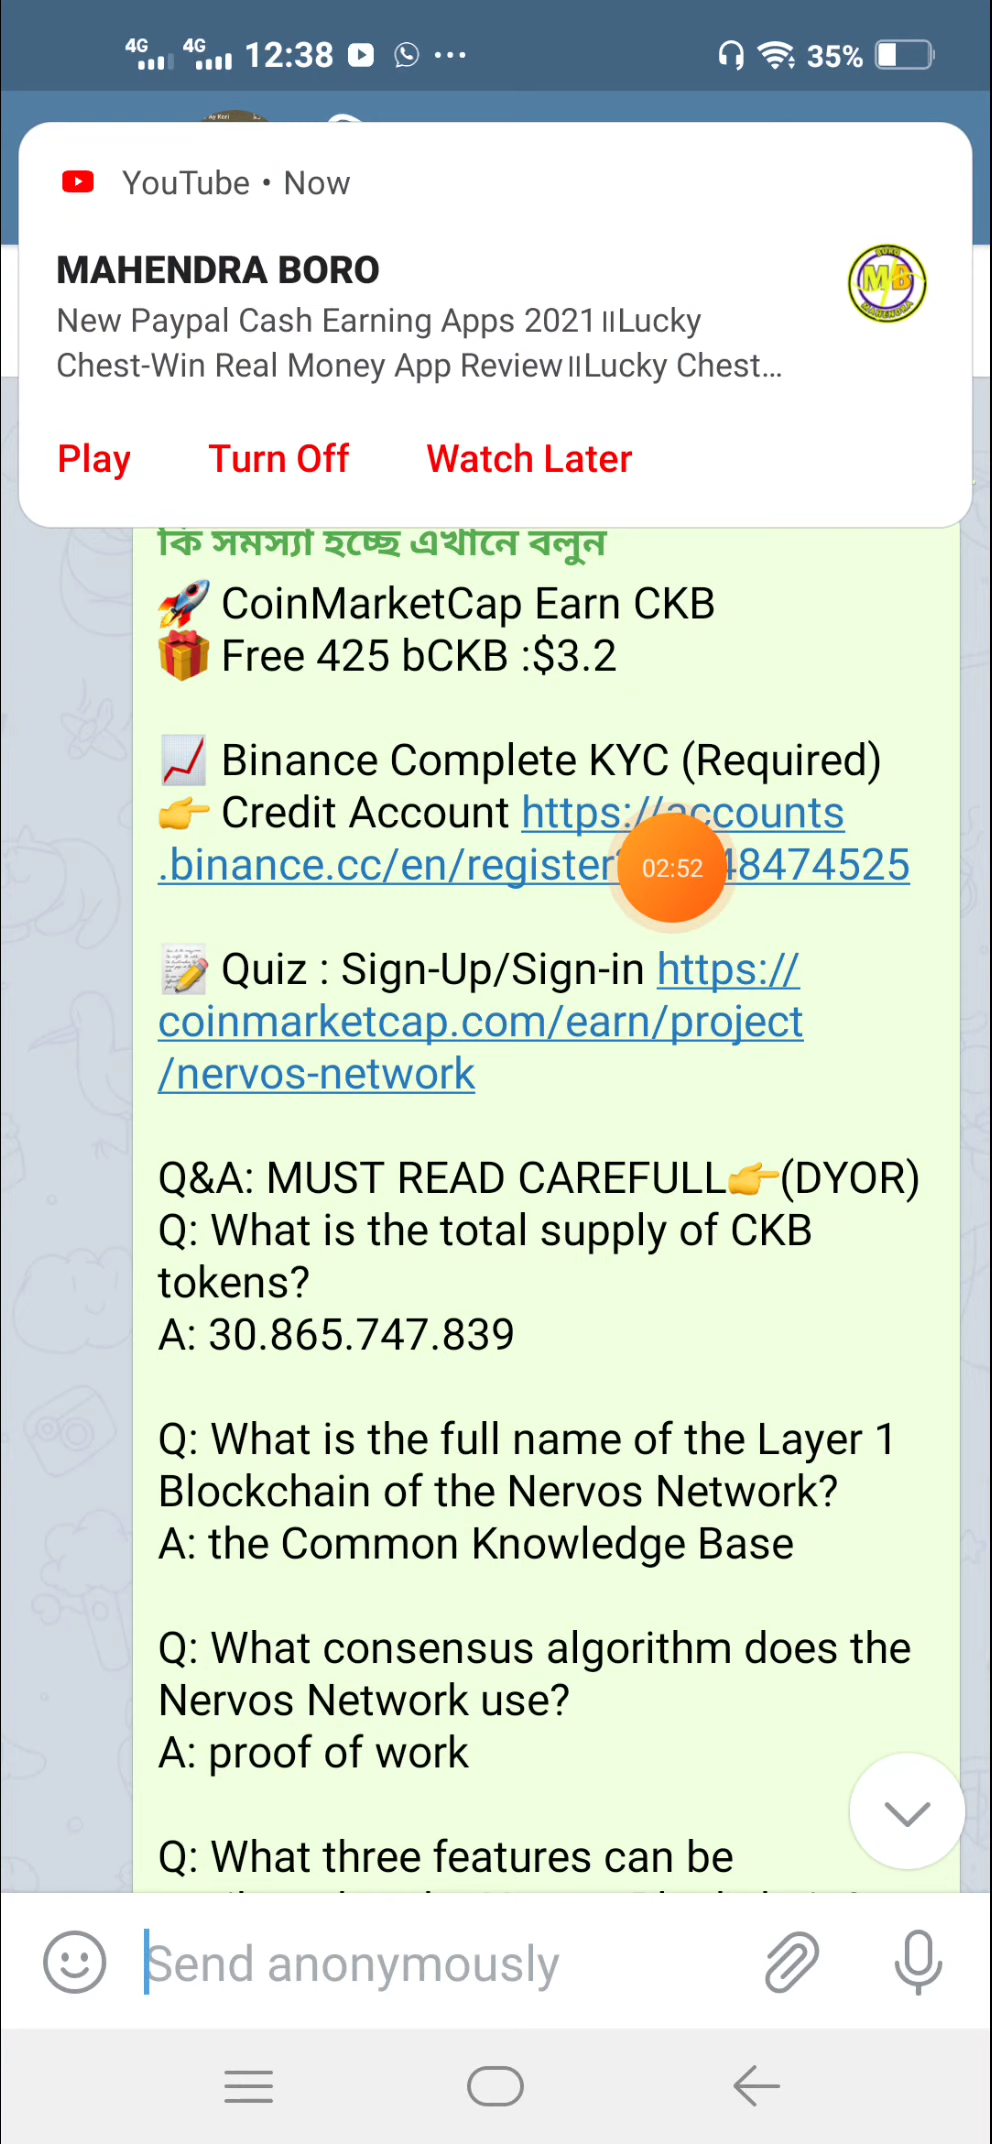 4G 4G 12:38 35%
YouTube • Now
MAHENDRA BORO
New Paypal Cash Earning Apps 2021॥Lucky
Chest-Win Real Money App Review॥Lucky Chest...
Play Turn Off Watch Later
কি সমস্যা হচ্ছে এখানে বলুন
🚀 CoinMarketCap Earn CKB
🎁 Free 425 bCKB :$3.2
📈 Binance Complete KYC (Required)
👉 Credit Account https://accounts
.binance.cc/en/register 48474525
02:52
📝 Quiz : Sign-Up/Sign-in https://
coinmarketcap.com/earn/project
/nervos-network
Q&A: MUST READ CAREFULL👉(DYOR)
Q: What is the total supply of CKB
tokens?
A: 30.865.747.839
Q: What is the full name of the Layer 1
Blockchain of the Nervos Network?
A: the Common Knowledge Base
Q: What consensus algorithm does the
Nervos Network use?
A: proof of work
Q: What three features can be
Send anonymously